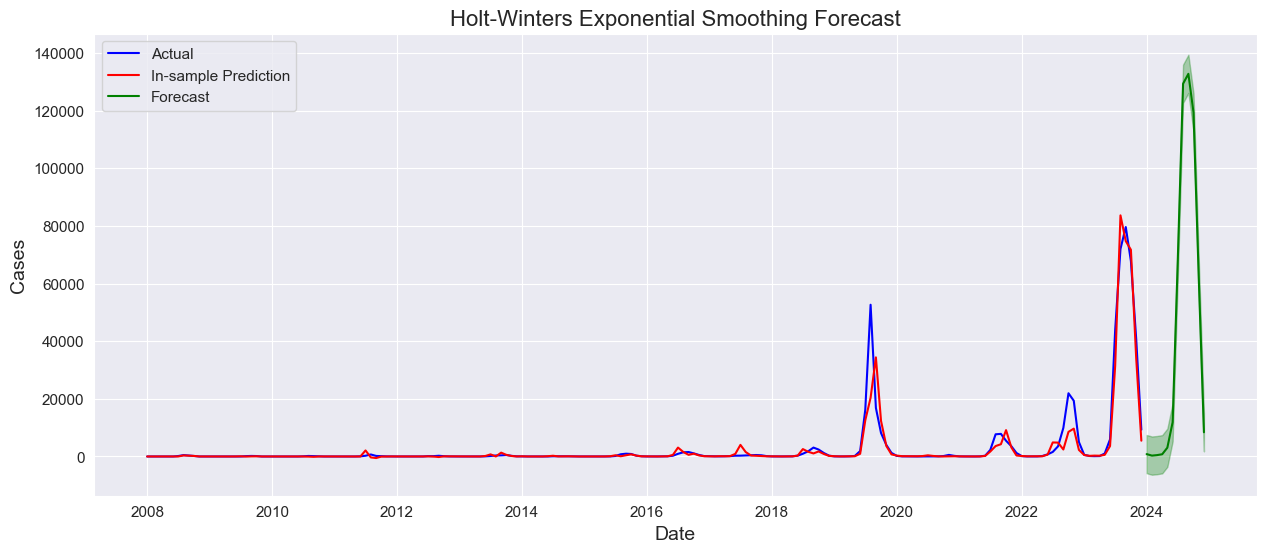 Holt-Winters Exponential Smoothing Forecast
Actual
In-sample Prediction
Forecast
140000
120000
100000
80000
60000
40000
20000
0
Cases
2008 2010 2012 2014 2016 2018 2020 2022 2024
Date